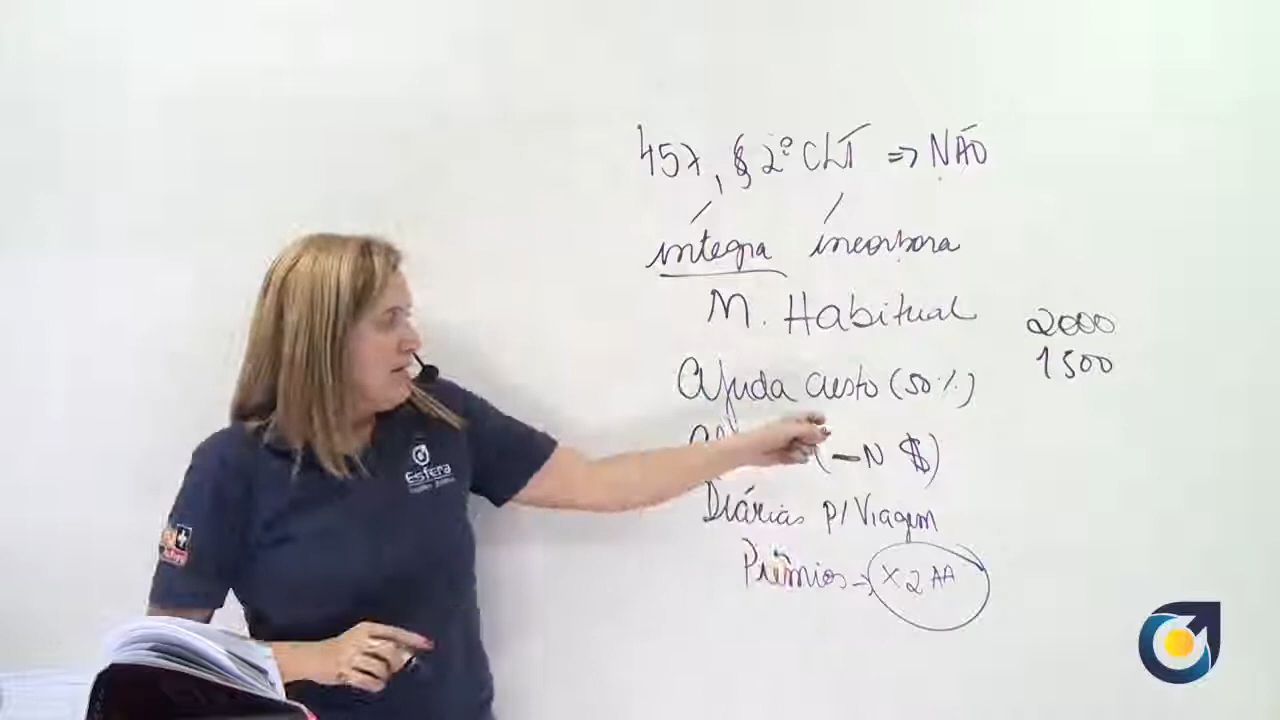 457, § 2º CLT => NÃO
integra incorpora
M. Habitual
2000
1500
Ajuda Custo (50%)
(-N $)
Diárias P/ Viagem
Prêmios → X 2 AA
Esfera